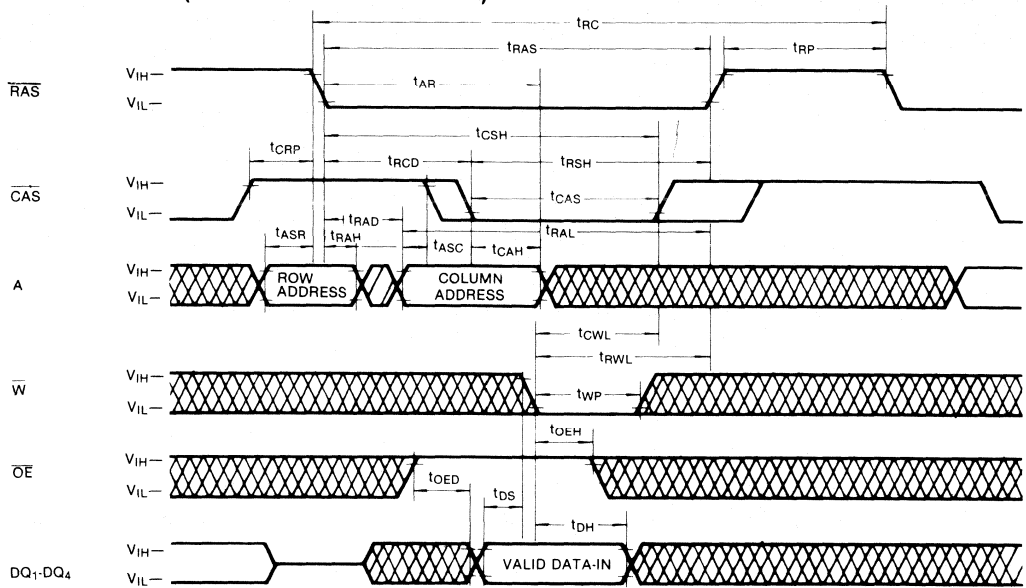 tRC
tRAS
tRP
RAS
VIH—
VIL—
tAR
tCSH
tCRP
tRCD
tRSH
CAS
VIH—
VIL—
tCAS
tRAD
tRAL
tASR
tRAH
tASC
tCAH
A
VIH—
VIL—
ROW
ADDRESS
COLUMN
ADDRESS
tCWL
tRWL
W
VIH—
VIL—
tWP
tOEH
OE
VIH—
VIL—
tOED
tDS
tDH
DQ1-DQ4
VIH—
VIL—
VALID DATA-IN